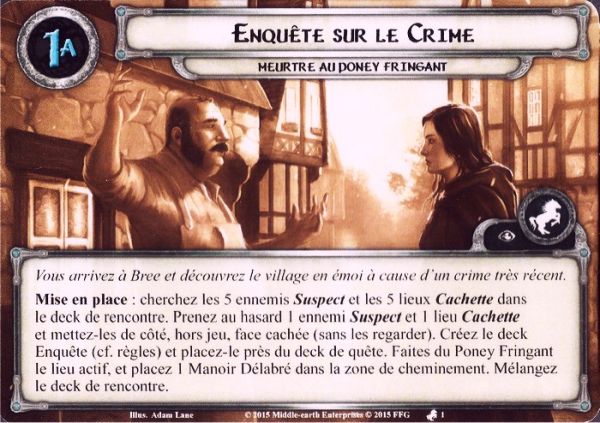 1A
Enquête sur le Crime
Meurtre au Poney Fringant
Vous arrivez à Bree et découvrez le village en émoi à cause d'un crime très récent.
Mise en place : cherchez les 5 ennemis Suspect et les 5 lieux Cachette dans
le deck de rencontre. Prenez au hasard 1 ennemi Suspect et 1 lieu Cachette
et mettez-les de côté, hors jeu, face cachée (sans les regarder). Créez le deck
Enquête (cf. règles) et placez-le près du deck de quête. Faites du Poney Fringant
le lieu actif, et placez 1 Manoir Délabré dans la zone de cheminement. Mélangez
le deck de rencontre.
Illus. Adam Lane © 2015 Middle-earth Enterprises © 2015 FFG 1